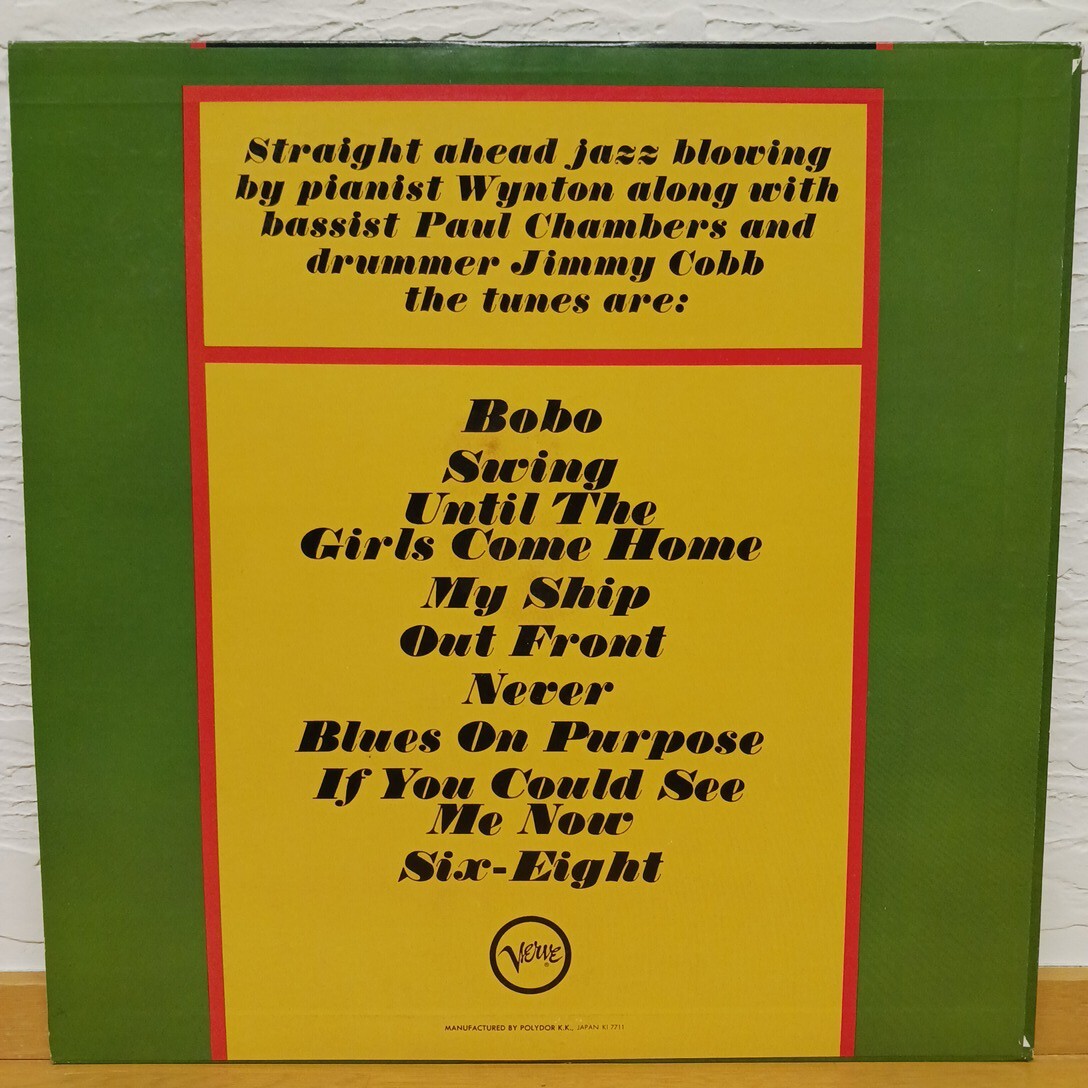 Straight ahead jazz blowing
by pianist Wynton along with
bassist Paul Chambers and
drummer Jimmy Cobb
the tunes are:
Bobo
Swing
Until The
Girls Come Home
My Ship
Out Front
Never
Blues On Purpose
If You Could See
Me Now
Six-Eight
Verve
MANUFACTURED BY POLYDOR K.K., JAPAN KI 7711